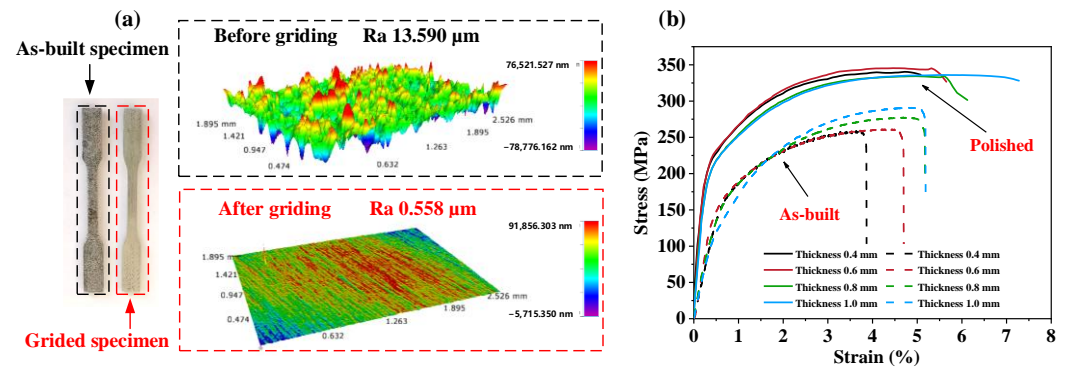 (a)
As-built specimen
Grided specimen
Before griding Ra 13.590 µm
76,521.527 nm
−78,776.162 nm
1.895 mm
1.421
0.947
0.474
0.632
1.263
1.895
2.526 mm
After griding Ra 0.558 µm
91,856.303 nm
−5,715.350 nm
1.895 mm
1.421
0.947
0.474
0.632
1.263
1.895
2.526 mm
(b)
Stress (MPa)
400
350
300
250
200
150
100
50
0
0 1 2 3 4 5 6 7 8
Strain (%)
Polished
As-built
Thickness 0.4 mm Thickness 0.4 mm
Thickness 0.6 mm Thickness 0.6 mm
Thickness 0.8 mm Thickness 0.8 mm
Thickness 1.0 mm Thickness 1.0 mm